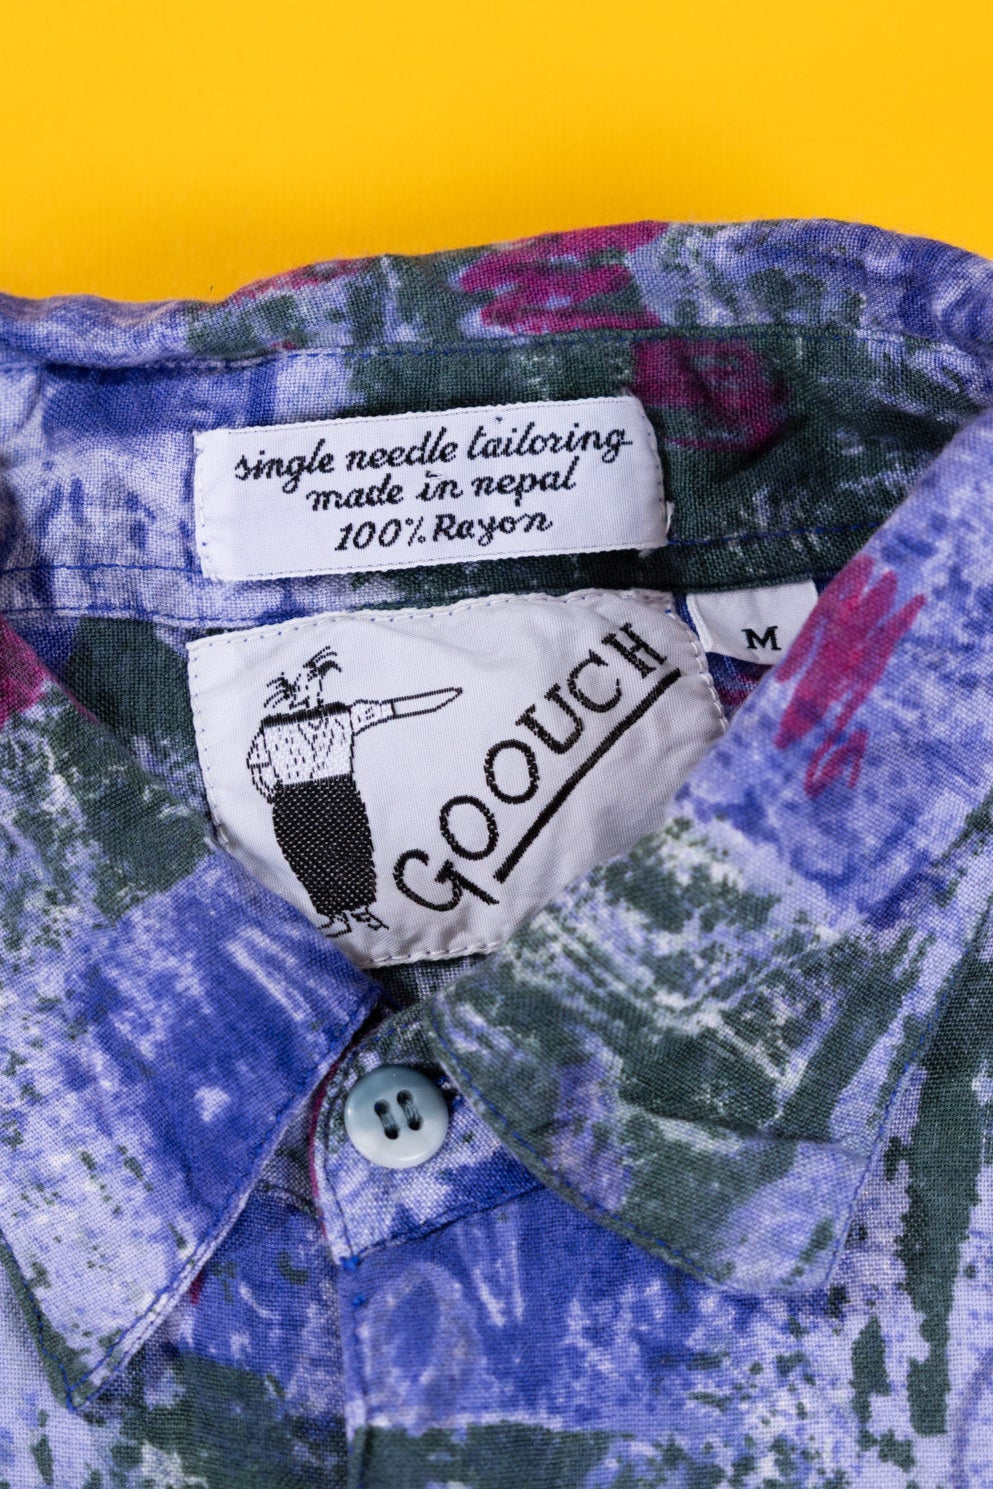 single needle tailoring
made in nepal
100% Rayon
M
GOOUCH